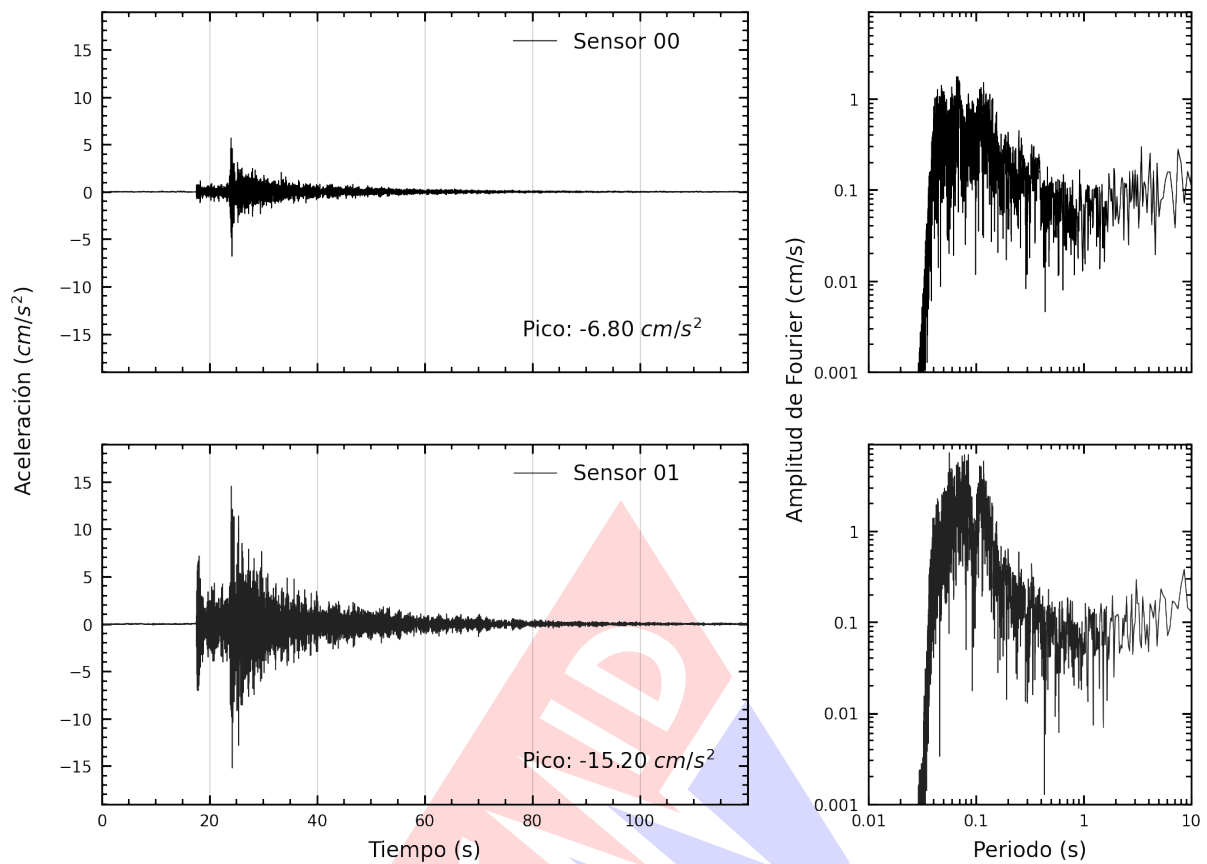 Aceleración (cm/s²)
Sensor 00
15
10
5
0
−5
−10
−15
Pico: -6.80 cm/s²
Amplitud de Fourier (cm/s)
1
0.1
0.01
0.001
Sensor 01
15
10
5
0
−5
−10
−15
Pico: -15.20 cm/s²
0 20 40 60 80 100
Tiempo (s)
1
0.1
0.01
0.001
0.01 0.1 1 10
Periodo (s)